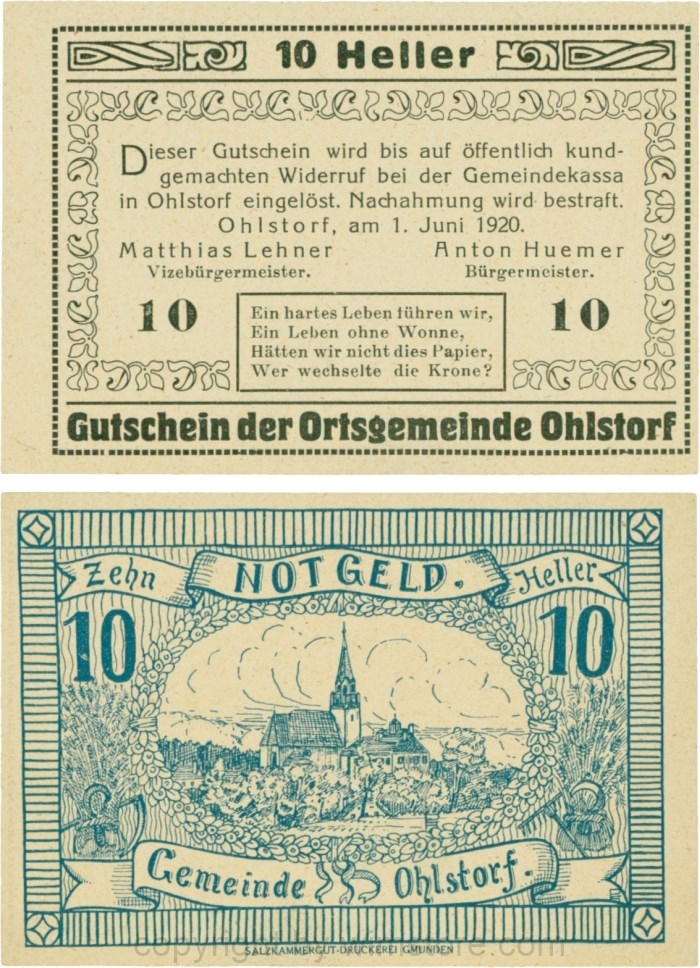 10 Heller
Dieser Gutschein wird bis auf öffentlich kund-
gemachten Widerruf bei der Gemeindekassa
in Ohlstorf eingelöst. Nachahmung wird bestraft.
Ohlstorf, am 1. Juni 1920.
Matthias Lehner Anton Huemer
Vizebürgermeister. Bürgermeister.
10 10
Ein hartes Leben führen wir,
Ein Leben ohne Wonne,
Hätten wir nicht dies Papier,
Wer wechselte die Krone?
Gutschein der Ortsgemeinde Ohlstorf
Zehn NOTGELD. Heller
10 10
Gemeinde Ohlstorf.
SALZKAMMERGUT-DRUCKEREI GMUNDEN